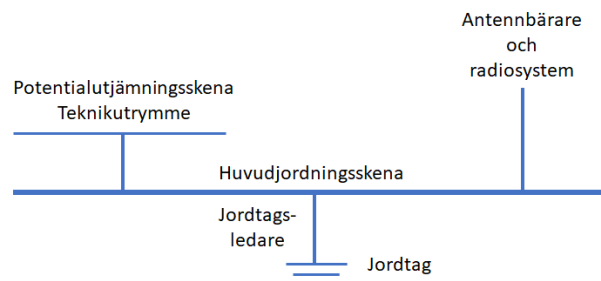 Antennbärare
och
radiosystem
Potentialutjämningsskena
Teknikutrymme
Huvudjordningsskena
Jordtags-
ledare
Jordtag